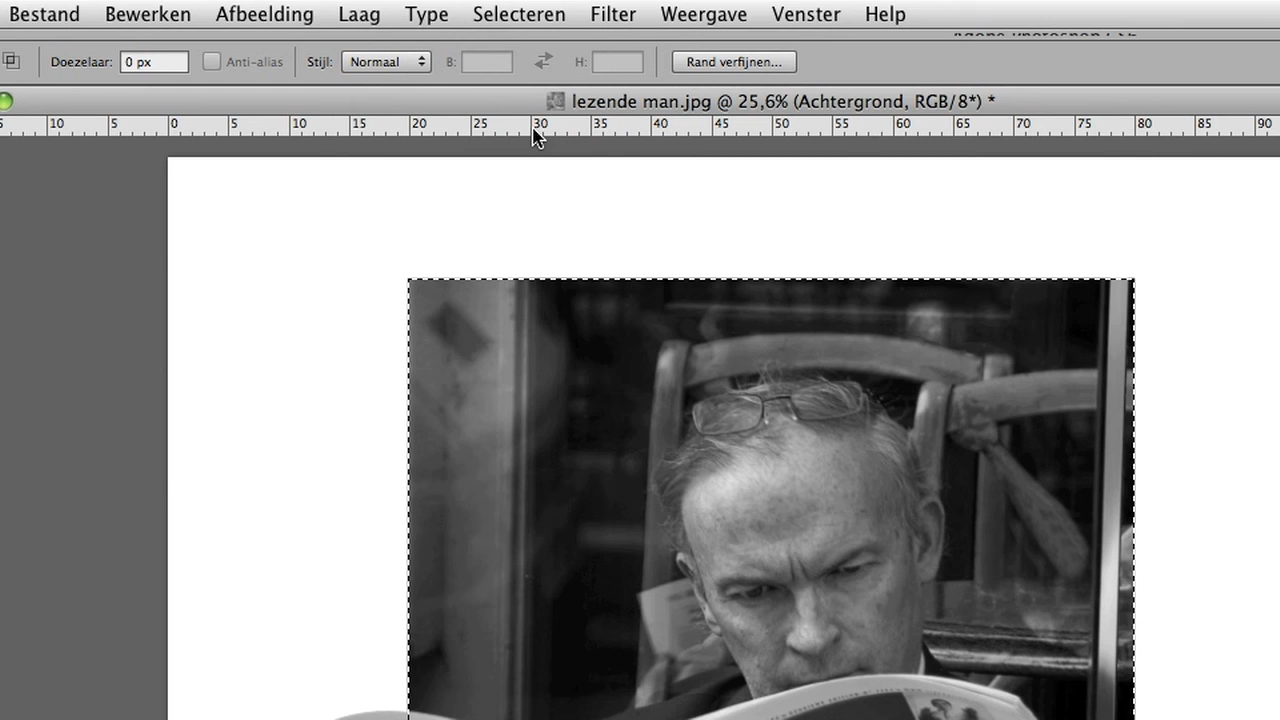 Bestand Bewerken Afbeelding Laag Type Selecteren Filter Weergave Venster Help
Doezelaar: 0 px Anti-alias Stijl: Normaal B: H: Rand verfijnen...
lezende man.jpg @ 25,6% (Achtergrond, RGB/8*) *
5 10 5 0 5 10 15 20 25 30 35 40 45 50 55 60 65 70 75 80 85 90